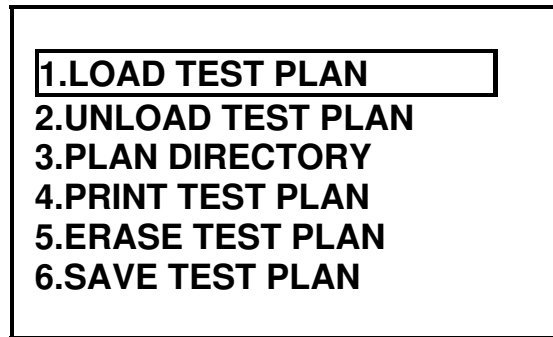 1.LOAD TEST PLAN
2.UNLOAD TEST PLAN
3.PLAN DIRECTORY
4.PRINT TEST PLAN
5.ERASE TEST PLAN
6.SAVE TEST PLAN